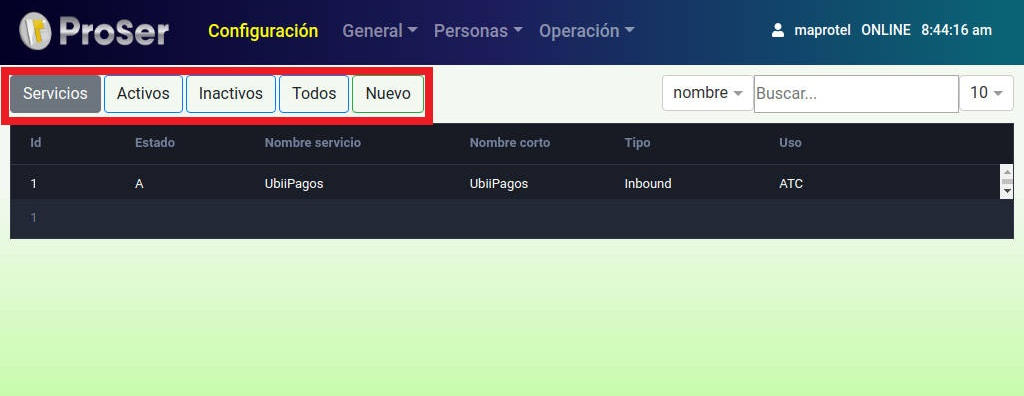 ProSer Configuración General Personas Operación maprotel ONLINE 8:44:16 am
Servicios Activos Inactivos Todos Nuevo nombre Buscar... 10
Id Estado Nombre servicio Nombre corto Tipo Uso
1 A UbiiPagos UbiiPagos Inbound ATC
1